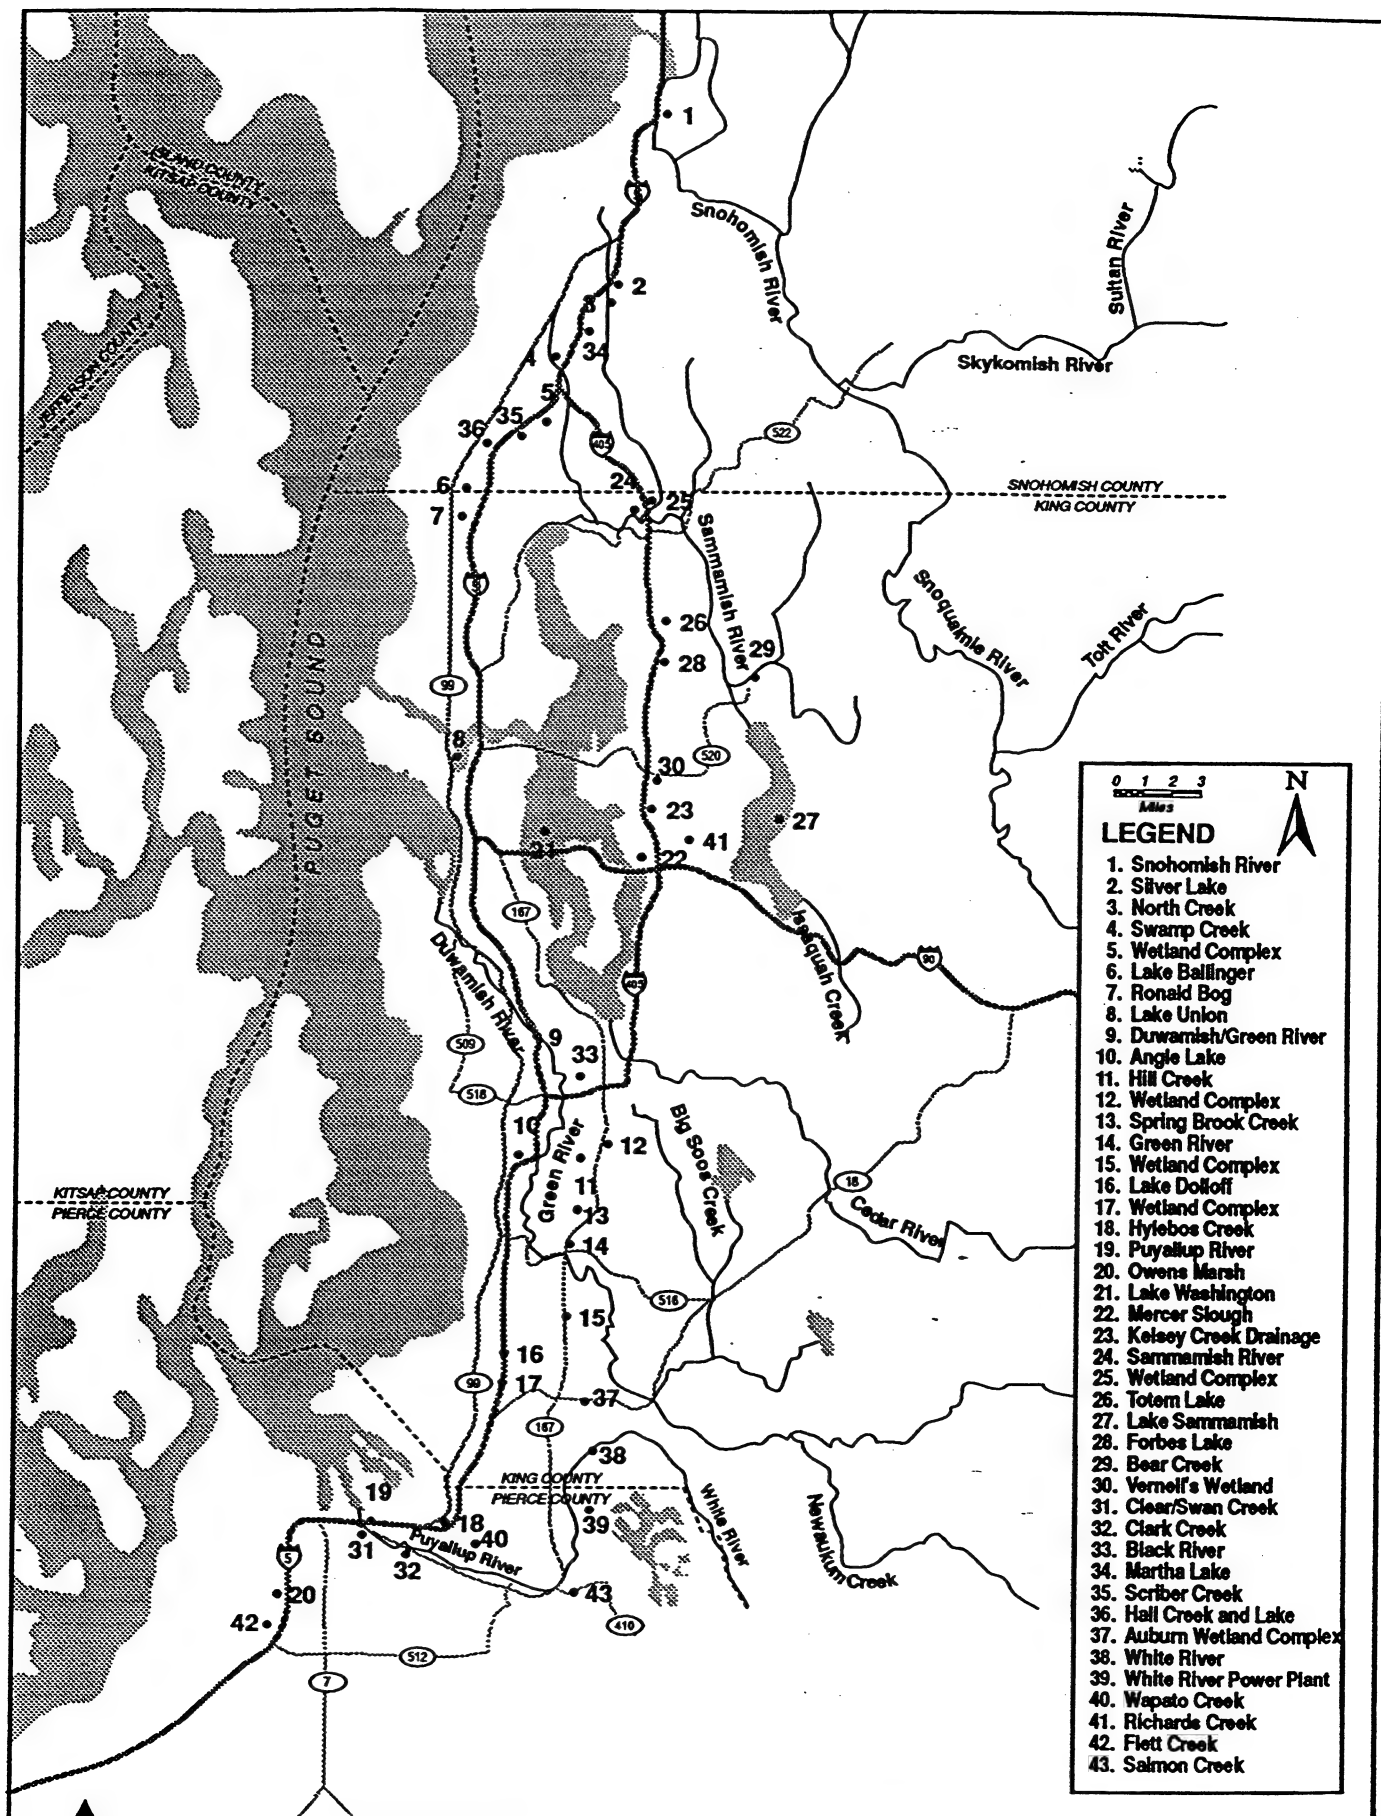 1
ISLAND COUNTY
KITSAP COUNTY
5
Snohomish River
Sultan River
2
3
JEFFERSON COUNTY
34
4
Skykomish River
5
35
36
405
522
24
6
25
SNOHOMISH COUNTY
KING COUNTY
7
Sammamish River
5
Snoqualmie River
Tolt River
26
29
28
PUGET SOUND
99
8
520
30
23
27
41
21
22
167
Issaquah Creek
90
Duwamish River
405
509
9
33
518
10
Big Soos Creek
12
Green River
11
KITSAP COUNTY
PIERCE COUNTY
18
Cedar River
13
14
516
15
16
99
17
37
167
38
KING COUNTY
PIERCE COUNTY
19
White River
Newaukum Creek
39
18
40
31
Puyallup River
32
5
20
43
42
410
512
7
0 1 2 3
Miles
N
LEGEND
1. Snohomish River
2. Silver Lake
3. North Creek
4. Swamp Creek
5. Wetland Complex
6. Lake Ballinger
7. Ronald Bog
8. Lake Union
9. Duwamish/Green River
10. Angle Lake
11. Hill Creek
12. Wetland Complex
13. Spring Brook Creek
14. Green River
15. Wetland Complex
16. Lake Dolloff
17. Wetland Complex
18. Hylebos Creek
19. Puyallup River
20. Owens Marsh
21. Lake Washington
22. Mercer Slough
23. Kelsey Creek Drainage
24. Sammamish River
25. Wetland Complex
26. Totem Lake
27. Lake Sammamish
28. Forbes Lake
29. Bear Creek
30. Vernell's Wetland
31. Clear/Swan Creek
32. Clark Creek
33. Black River
34. Martha Lake
35. Scriber Creek
36. Hall Creek and Lake
37. Auburn Wetland Complex
38. White River
39. White River Power Plant
40. Wapato Creek
41. Richards Creek
42. Flett Creek
43. Salmon Creek